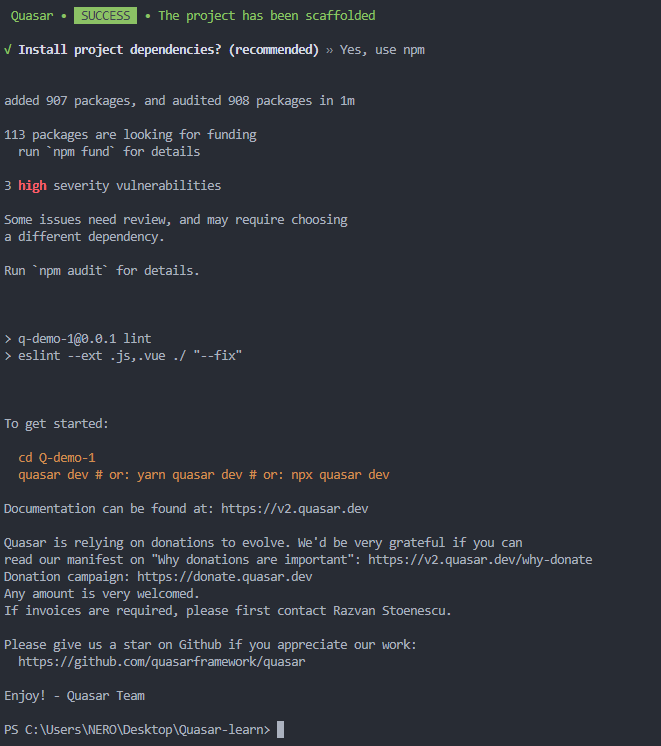 Quasar • SUCCESS • The project has been scaffolded
√ Install project dependencies? (recommended) » Yes, use npm
added 907 packages, and audited 908 packages in 1m
113 packages are looking for funding
run `npm fund` for details
3 high severity vulnerabilities
Some issues need review, and may require choosing
a different dependency.
Run `npm audit` for details.
> q-demo-1@0.0.1 lint
> eslint --ext .js,.vue ./ "--fix"
To get started:
cd Q-demo-1
quasar dev # or: yarn quasar dev # or: npx quasar dev
Documentation can be found at: https://v2.quasar.dev
Quasar is relying on donations to evolve. We'd be very grateful if you can
read our manifest on "Why donations are important": https://v2.quasar.dev/why-donate
Donation campaign: https://donate.quasar.dev
Any amount is very welcomed.
If invoices are required, please first contact Razvan Stoenescu.
Please give us a star on Github if you appreciate our work:
https://github.com/quasarframework/quasar
Enjoy! - Quasar Team
PS C:\Users\NERO\Desktop\Quasar-learn>